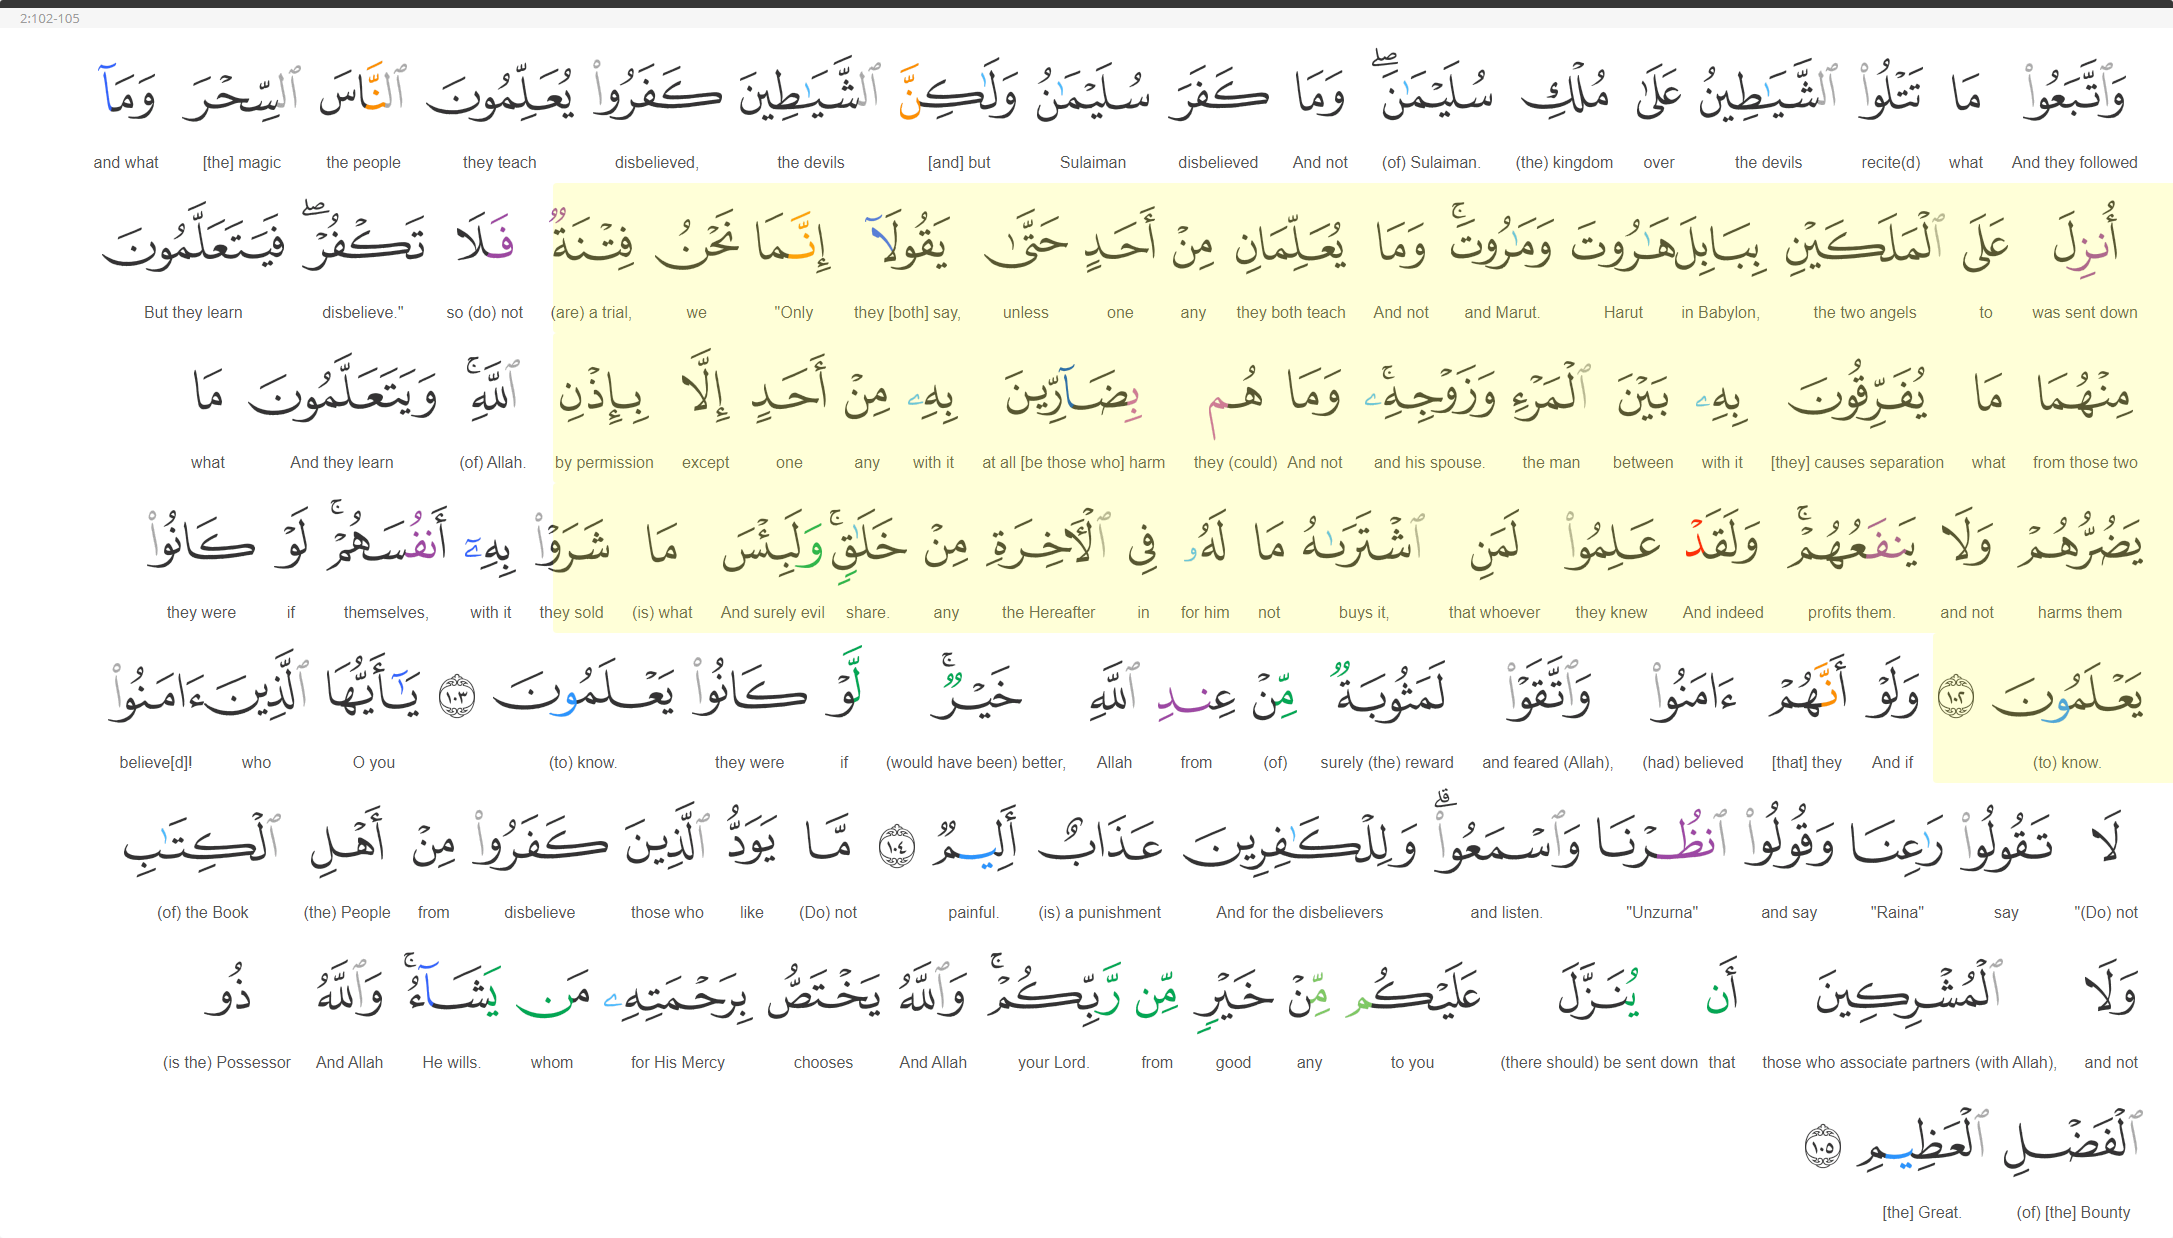 2:102-105
وَٱتَّبَعُوا۟ مَا تَتْلُوا۟ ٱلشَّيَـٰطِينُ عَلَىٰ مُلْكِ سُلَيْمَـٰنَ ۖ وَمَا كَفَرَ سُلَيْمَـٰنُ وَلَـٰكِنَّ ٱلشَّيَـٰطِينَ كَفَرُوا۟ يُعَلِّمُونَ ٱلنَّاسَ ٱلسِّحْرَ وَمَآ
and what [the] magic the people they teach disbelieved, the devils [and] but Sulaiman disbelieved And not (of) Sulaiman. (the) kingdom over the devils recite(d) what And they followed
أُنزِلَ عَلَى ٱلْمَلَكَيْنِ بِبَابِلَ هَـٰرُوتَ وَمَـٰرُوتَ ۚ وَمَا يُعَلِّمَانِ مِنْ أَحَدٍ حَتَّىٰ يَقُولَآ إِنَّمَا نَحْنُ فِتْنَةٌ فَلَا تَكْفُرْ ۖ فَيَتَعَلَّمُونَ
But they learn disbelieve." so (do) not (are) a trial, we "Only they [both] say, unless one any they both teach And not and Marut. Harut in Babylon, the two angels to was sent down
مِنْهُمَا مَا يُفَرِّقُونَ بِهِۦ بَيْنَ ٱلْمَرْءِ وَزَوْجِهِۦ ۚ وَمَا هُم بِضَآرِّينَ بِهِۦ مِنْ أَحَدٍ إِلَّا بِإِذْنِ ٱللَّهِ ۚ وَيَتَعَلَّمُونَ مَا
what And they learn (of) Allah. by permission except one any with it at all [be those who] harm they (could) And not and his spouse. the man between with it [they] causes separation what from those two
يَضُرُّهُمْ وَلَا يَنفَعُهُمْ ۚ وَلَقَدْ عَلِمُوا۟ لَمَنِ ٱشْتَرَىٰهُ مَا لَهُۥ فِى ٱلْـَٔاخِرَةِ مِنْ خَلَـٰقٍ ۚ وَلَبِئْسَ مَا شَرَوْا۟ بِهِۦٓ أَنفُسَهُمْ ۚ لَوْ كَانُوا۟
they were if themselves, with it they sold (is) what And surely evil share. any the Hereafter in for him not buys it, that whoever they knew And indeed profits them. and not harms them
يَعْلَمُونَ ١٠٢ وَلَوْ أَنَّهُمْ ءَامَنُوا۟ وَٱتَّقَوْا۟ لَمَثُوبَةٌ مِّنْ عِندِ ٱللَّهِ خَيْرٌ ۚ لَّوْ كَانُوا۟ يَعْلَمُونَ ١٠٣ يَـٰٓأَيُّهَا ٱلَّذِينَ ءَامَنُوا۟
believe[d]! who O you (to) know. they were if (would have been) better, Allah from (of) surely (the) reward and feared (Allah), (had) believed [that] they And if (to) know.
لَا تَقُولُوا۟ رَٰعِنَا وَقُولُوا۟ ٱنظُرْنَا وَٱسْمَعُوا۟ ۗ وَلِلْكَـٰفِرِينَ عَذَابٌ أَلِيمٌ ١٠٤ مَّا يَوَدُّ ٱلَّذِينَ كَفَرُوا۟ مِنْ أَهْلِ ٱلْكِتَـٰبِ
(of) the Book (the) People from disbelieve those who like (Do) not painful. (is) a punishment And for the disbelievers and listen. "Unzurna" and say "Raina" say "(Do) not
وَلَا ٱلْمُشْرِكِينَ أَن يُنَزَّلَ عَلَيْكُم مِّنْ خَيْرٍ مِّن رَّبِّكُمْ ۚ وَٱللَّهُ يَخْتَصُّ بِرَحْمَتِهِۦ مَن يَشَآءُ ۚ وَٱللَّهُ ذُو
(is the) Possessor And Allah He wills. whom for His Mercy chooses And Allah your Lord. from good any to you (there should) be sent down that those who associate partners (with Allah), and not
ٱلْفَضْلِ ٱلْعَظِيمِ ١٠٥
[the] Great. (of) [the] Bounty